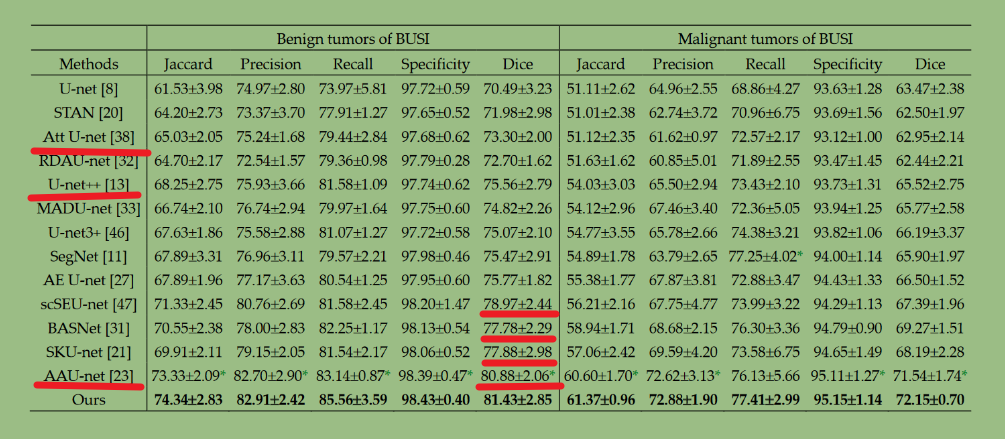 Benign tumors of BUSI Malignant tumors of BUSI
Methods Jaccard Precision Recall Specificity Dice Jaccard Precision Recall Specificity Dice
U-net [8] 61.53±3.98 74.97±2.80 73.97±5.81 97.72±0.59 70.49±3.23 51.11±2.62 64.96±2.55 68.86±4.27 93.63±1.28 63.47±2.38
STAN [20] 64.20±2.73 73.37±3.70 77.91±1.27 97.65±0.52 71.98±2.98 51.01±2.38 62.74±3.72 70.96±6.75 93.69±1.56 62.50±1.97
Att U-net [38] 65.03±2.05 75.24±1.68 79.44±2.84 97.68±0.62 73.30±2.00 51.12±2.35 61.62±0.97 72.57±2.17 93.12±1.00 62.95±2.14
RDAU-net [32] 64.70±2.17 72.54±1.57 79.36±0.98 97.79±0.28 72.70±1.62 51.63±1.62 60.85±5.01 71.89±2.55 93.47±1.45 62.44±2.21
U-net++ [13] 68.25±2.75 75.93±3.66 81.58±1.09 97.74±0.62 75.56±2.79 54.03±3.03 65.50±2.94 73.43±2.10 93.73±1.31 65.52±2.75
MADU-net [33] 66.74±2.10 76.74±2.94 79.97±1.64 97.75±0.60 74.82±2.26 54.12±2.96 67.46±3.40 72.36±5.05 93.94±1.25 65.77±2.58
U-net3+ [46] 67.63±1.86 75.58±2.88 81.07±1.27 97.72±0.58 75.07±2.10 54.77±3.55 65.78±2.66 74.38±3.21 93.82±1.06 66.19±3.37
SegNet [11] 67.89±3.31 76.96±3.11 79.57±2.21 97.98±0.46 75.47±2.91 54.89±1.78 63.79±2.65 77.25±4.02* 94.00±1.14 65.90±1.97
AE U-net [27] 67.89±1.96 77.17±3.63 80.54±1.25 97.95±0.60 75.77±1.82 55.38±1.77 67.87±3.81 72.88±3.47 94.43±1.33 66.50±1.52
scSEU-net [47] 71.33±2.45 80.76±2.69 81.58±2.45 98.20±1.47 78.97±2.44 56.21±2.16 67.75±4.77 73.99±3.22 94.29±1.13 67.39±1.96
BASNet [31] 70.55±2.38 78.00±2.83 82.25±1.17 98.13±0.54 77.78±2.29 58.94±1.71 68.68±2.15 76.30±3.36 94.79±0.90 69.27±1.51
SKU-net [21] 69.91±2.11 79.15±2.05 81.54±2.17 98.06±0.52 77.88±2.98 57.06±2.42 69.59±4.20 73.58±6.75 94.65±1.49 68.19±2.28
AAU-net [23] 73.33±2.09* 82.70±2.90* 83.14±0.87* 98.39±0.47* 80.88±2.06* 60.60±1.70* 72.62±3.13* 76.13±5.66 95.11±1.27* 71.54±1.74*
Ours 74.34±2.83 82.91±2.42 85.56±3.59 98.43±0.40 81.43±2.85 61.37±0.96 72.88±1.90 77.41±2.99 95.15±1.14 72.15±0.70